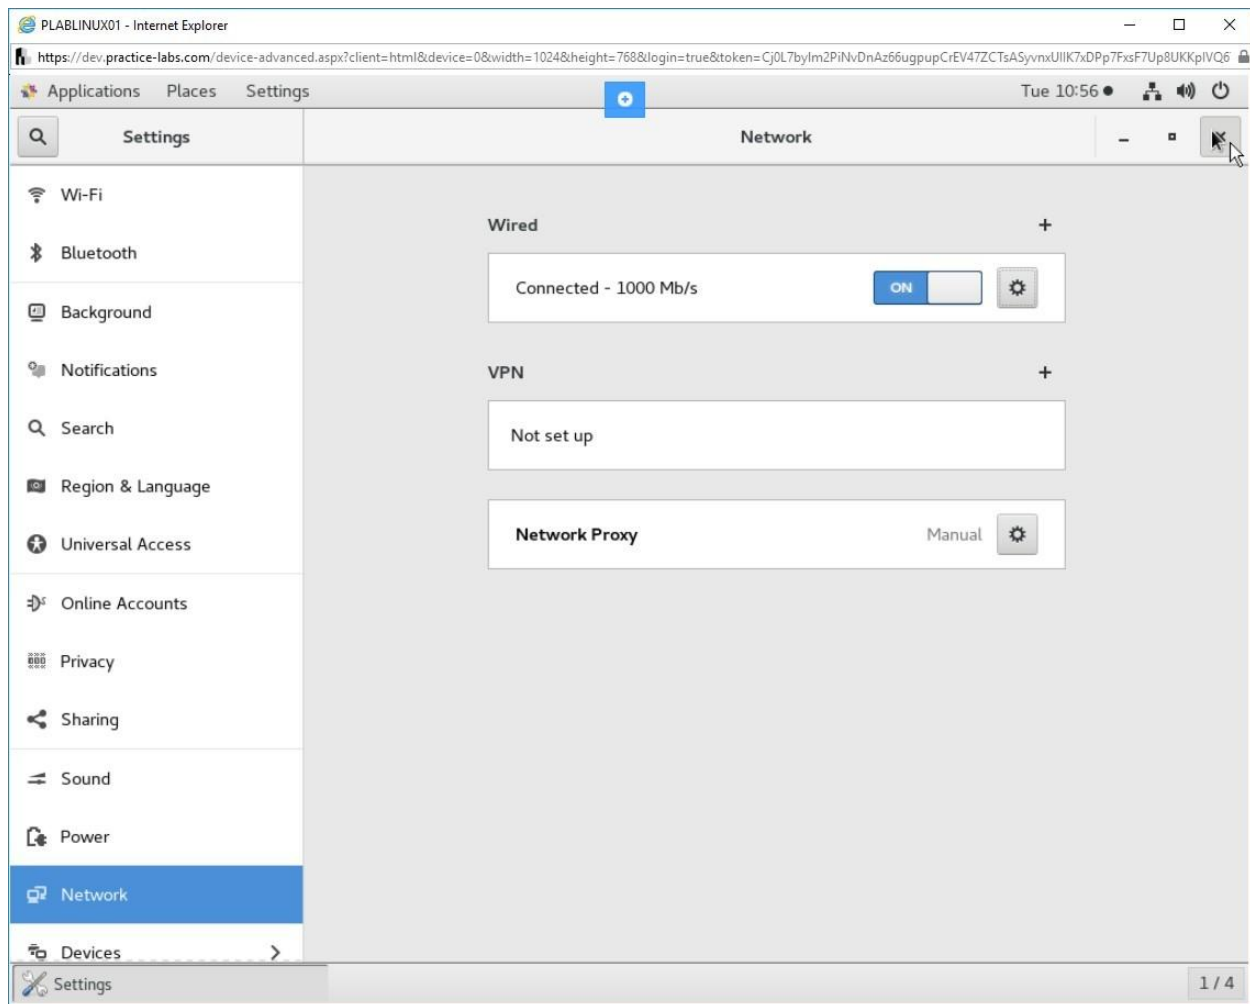 PLABLINUX01 - Internet Explorer
https://dev.practice-labs.com/device-advanced.aspx?client=html&device=0&width=1024&height=768&login=true&token=
Applications Places Settings Tue 10:56
Settings Network
Wi-Fi
Bluetooth
Background
Notifications
Search
Region & Language
Universal Access
Online Accounts
Privacy
Sharing
Sound
Power
Network
Devices
Wired
Connected - 1000 Mb/s ON
VPN
Not set up
Network Proxy Manual
Settings 1 / 4